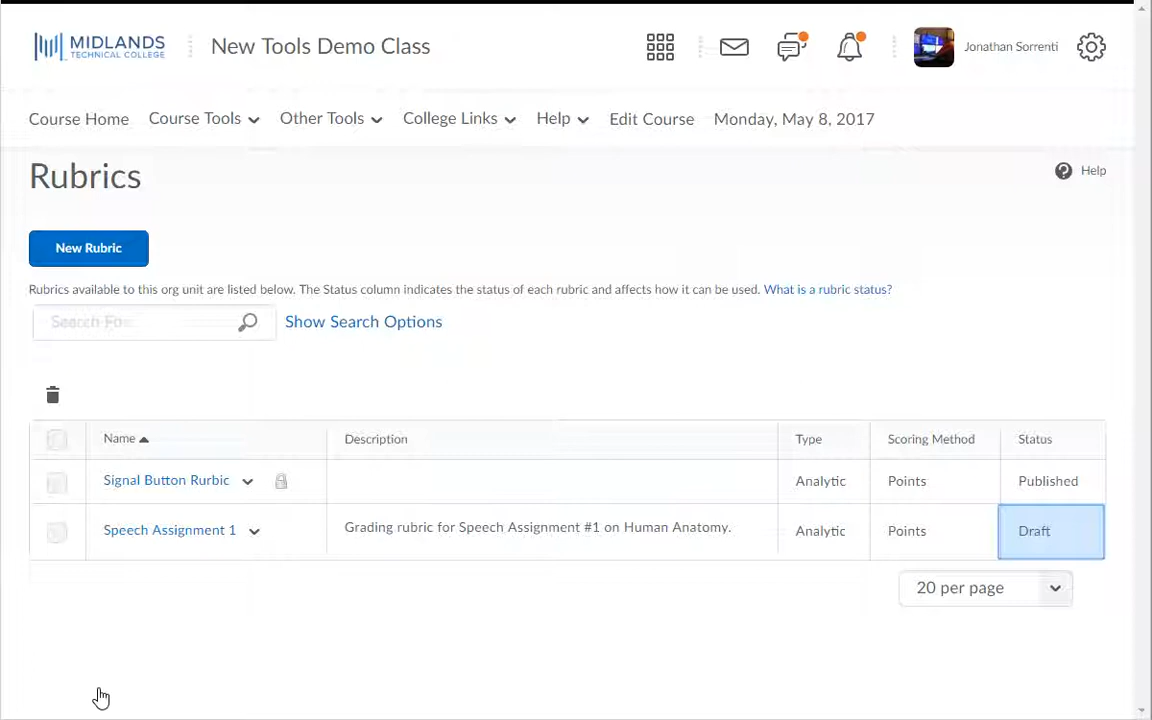 MIDLANDS
TECHNICAL COLLEGE
New Tools Demo Class
Jonathan Sorrenti
Course Home Course Tools Other Tools College Links Help Edit Course Monday, May 8, 2017
Rubrics
Help
New Rubric
Rubrics available to this org unit are listed below. The Status column indicates the status of each rubric and affects how it can be used. What is a rubric status?
Search Fo... Show Search Options
Name Description Type Scoring Method Status
Signal Button Rurbic Analytic Points Published
Speech Assignment 1 Grading rubric for Speech Assignment #1 on Human Anatomy. Analytic Points Draft
20 per page